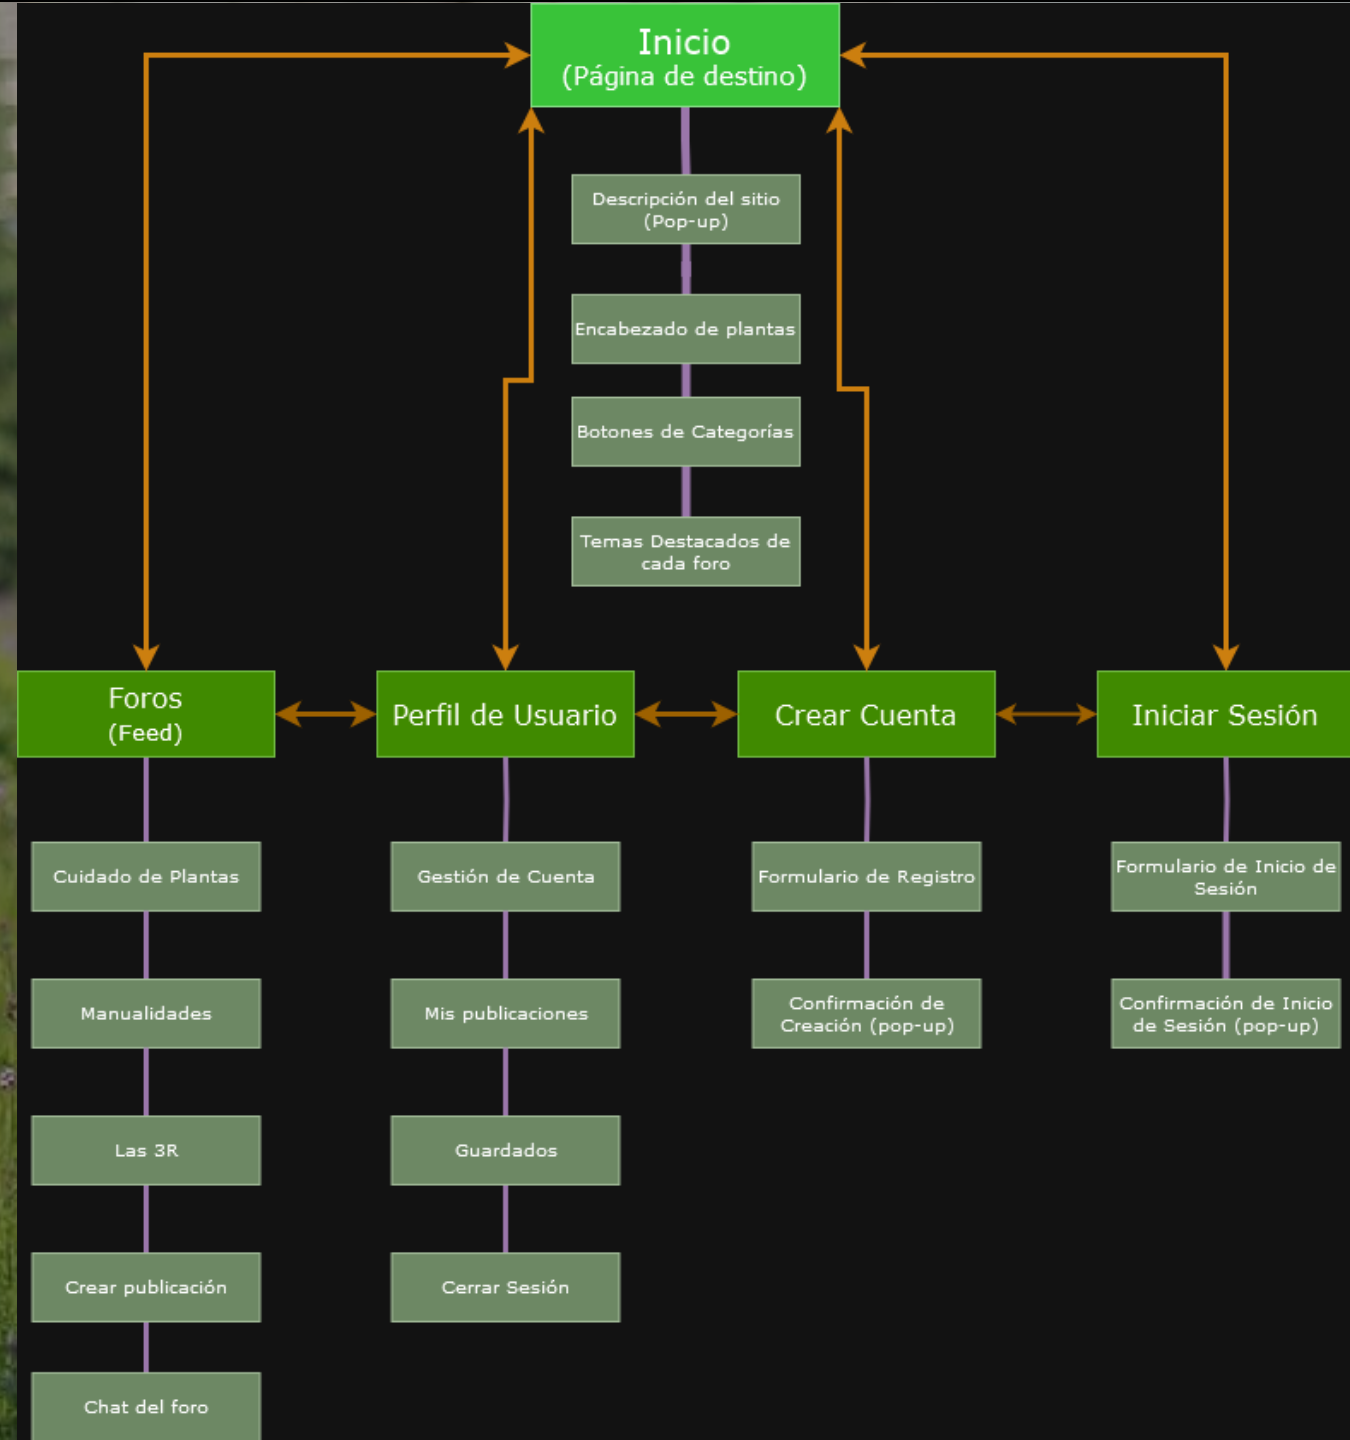 Inicio
(Página de destino)
Descripción del sitio
(Pop-up)
Encabezado de plantas
Botones de Categorías
Temas Destacados de
cada foro
Foros
(Feed)
Perfil de Usuario
Crear Cuenta
Iniciar Sesión
Cuidado de Plantas
Manualidades
Las 3R
Crear publicación
Chat del foro
Gestión de Cuenta
Mis publicaciones
Guardados
Cerrar Sesión
Formulario de Registro
Confirmación de
Creación (pop-up)
Formulario de Inicio de
Sesión
Confirmación de Inicio
de Sesión (pop-up)